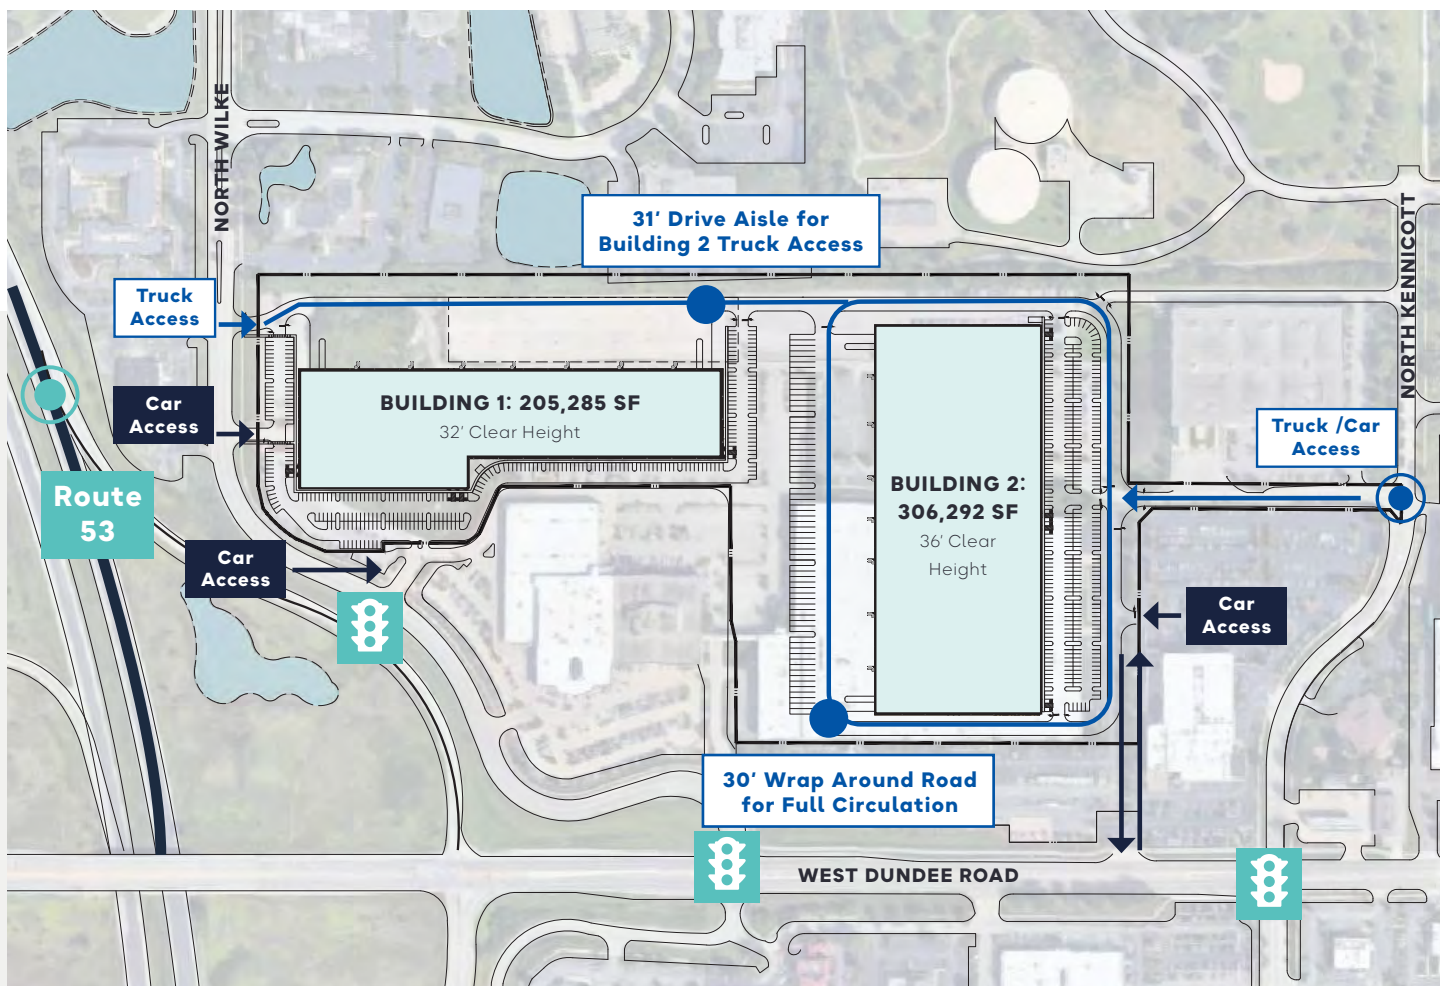 NORTH WILKE
31' Drive Aisle for
Building 2 Truck Access
NORTH KENNICOTT
Truck
Access
Car
Access
BUILDING 1: 205,285 SF
32' Clear Height
Truck /Car
Access
Route
53
BUILDING 2:
306,292 SF
36' Clear
Height
Car
Access
Car
Access
30' Wrap Around Road
for Full Circulation
WEST DUNDEE ROAD